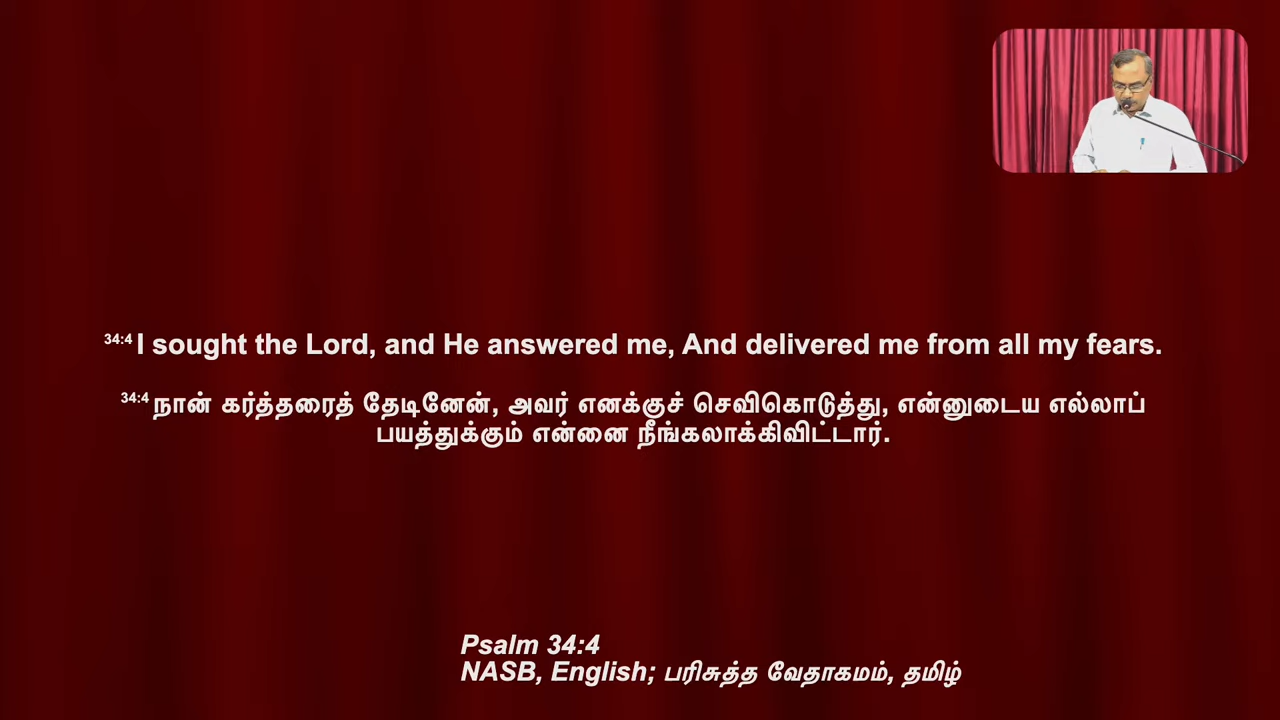 34:4 I sought the Lord, and He answered me, And delivered me from all my fears.
34:4 நான் கர்த்தரைத் தேடினேன், அவர் எனக்குச் செவிகொடுத்து, என்னுடைய எல்லாப்
பயத்துக்கும் என்னை நீங்கலாக்கிவிட்டார்.
Psalm 34:4
NASB, English; பரிசுத்த வேதாகமம், தமிழ்